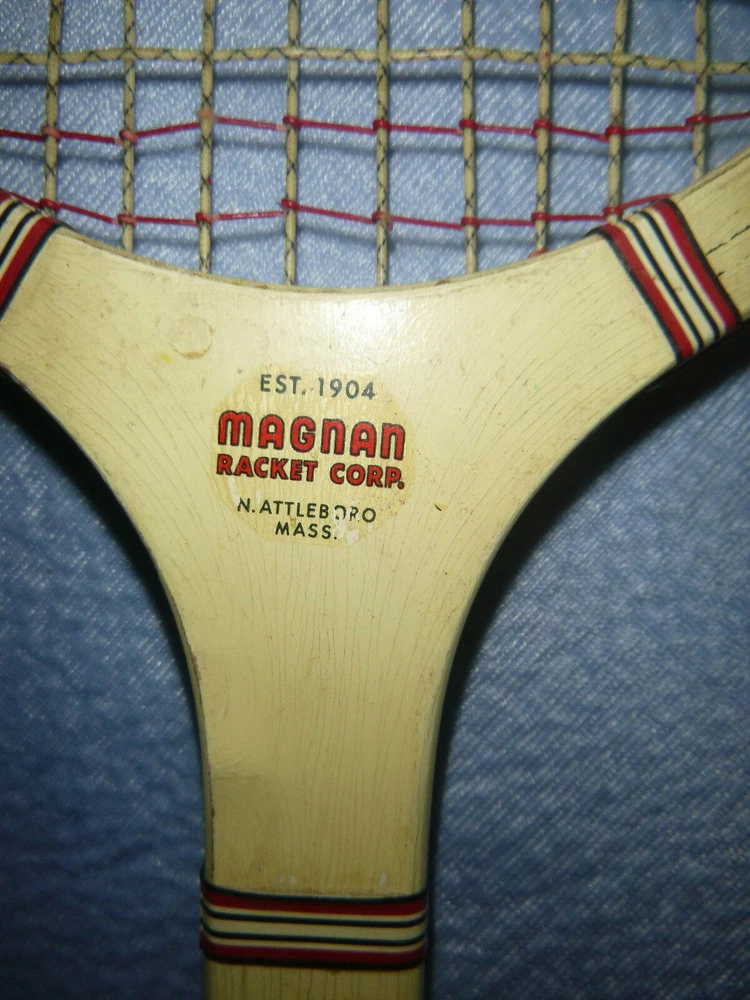 EST. 1904
MAGNAN
RACKET CORP.
N. ATTLEBORO
MASS.